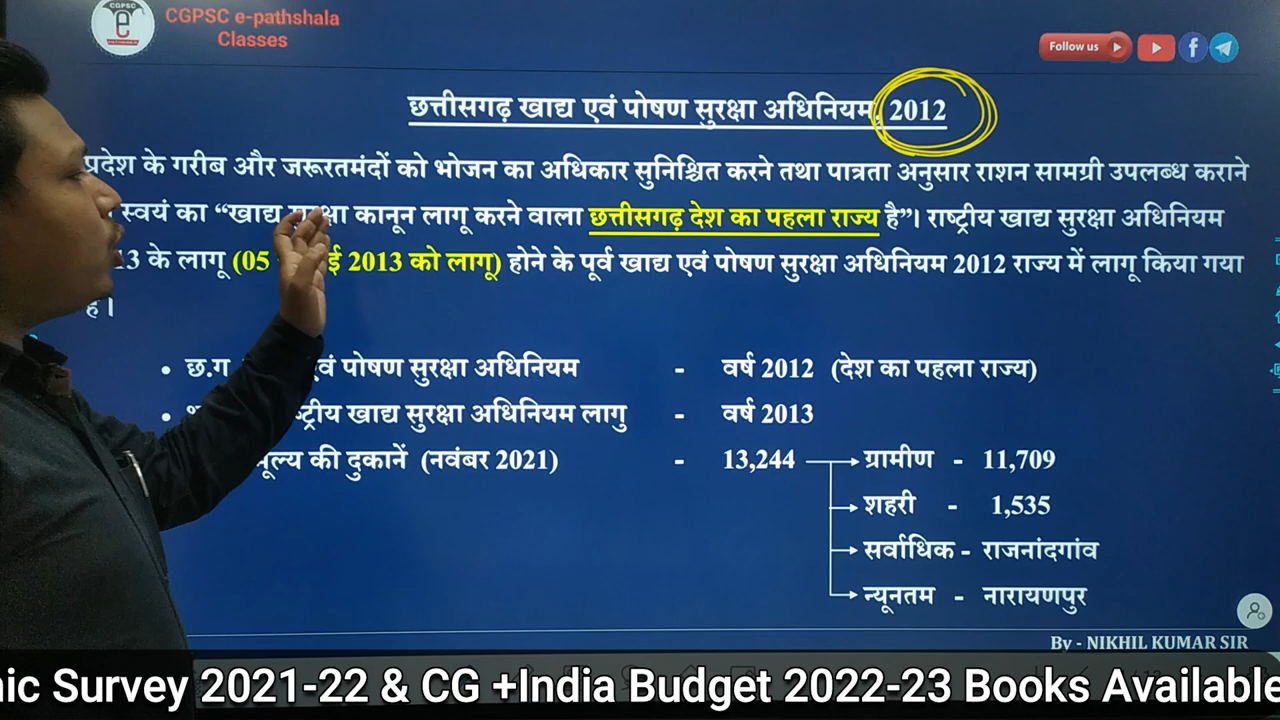 CGPSC
e
CGPSC e-pathshala
Classes
Follow us
छत्तीसगढ़ खाद्य एवं पोषण सुरक्षा अधिनियम, 2012
प्रदेश के गरीब और जरूरतमंदों को भोजन का अधिकार सुनिश्चित करने तथा पात्रता अनुसार राशन सामग्री उपलब्ध कराने
स्वयं का “खाद्य सुरक्षा कानून लागू करने वाला छत्तीसगढ़ देश का पहला राज्य है”। राष्ट्रीय खाद्य सुरक्षा अधिनियम
13 के लागू (05 ई 2013 को लागू) होने के पूर्व खाद्य एवं पोषण सुरक्षा अधिनियम 2012 राज्य में लागू किया गया
है।
• छ.ग वं पोषण सुरक्षा अधिनियम - वर्ष 2012 (देश का पहला राज्य)
• ष्ट्रीय खाद्य सुरक्षा अधिनियम लागु - वर्ष 2013
मूल्य की दुकानें (नवंबर 2021) - 13,244 ग्रामीण - 11,709
शहरी - 1,535
सर्वाधिक - राजनांदगांव
न्यूनतम - नारायणपुर
By - NIKHIL KUMAR SIR
nic Survey 2021-22 & CG +India Budget 2022-23 Books Available